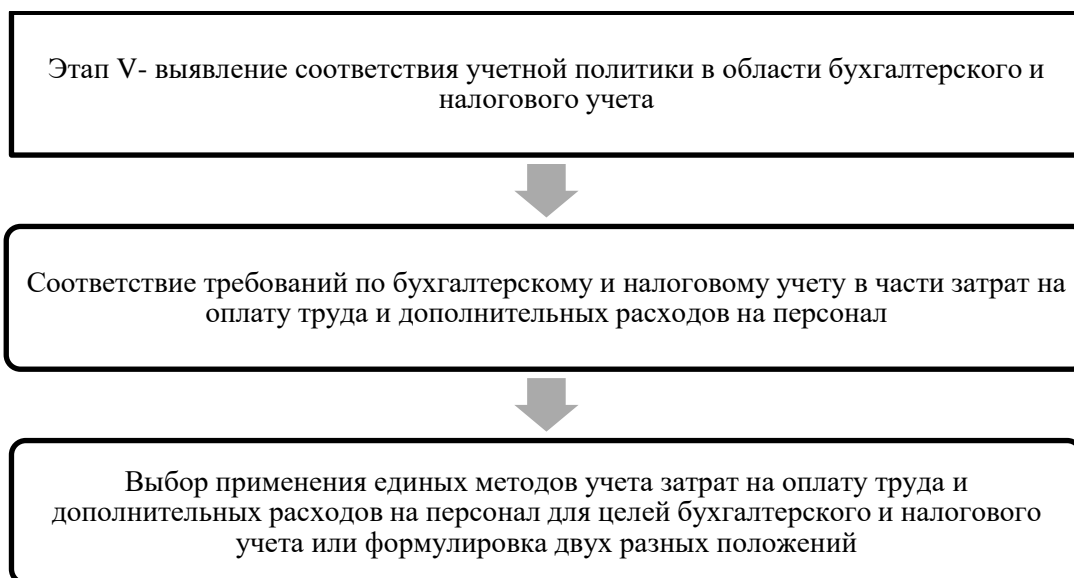 Этап V- выявление соответствия учетной политики в области бухгалтерского и
налогового учета
Соответствие требований по бухгалтерскому и налоговому учету в части затрат на
оплату труда и дополнительных расходов на персонал
Выбор применения единых методов учета затрат на оплату труда и
дополнительных расходов на персонал для целей бухгалтерского и налогового
учета или формулировка двух разных положений